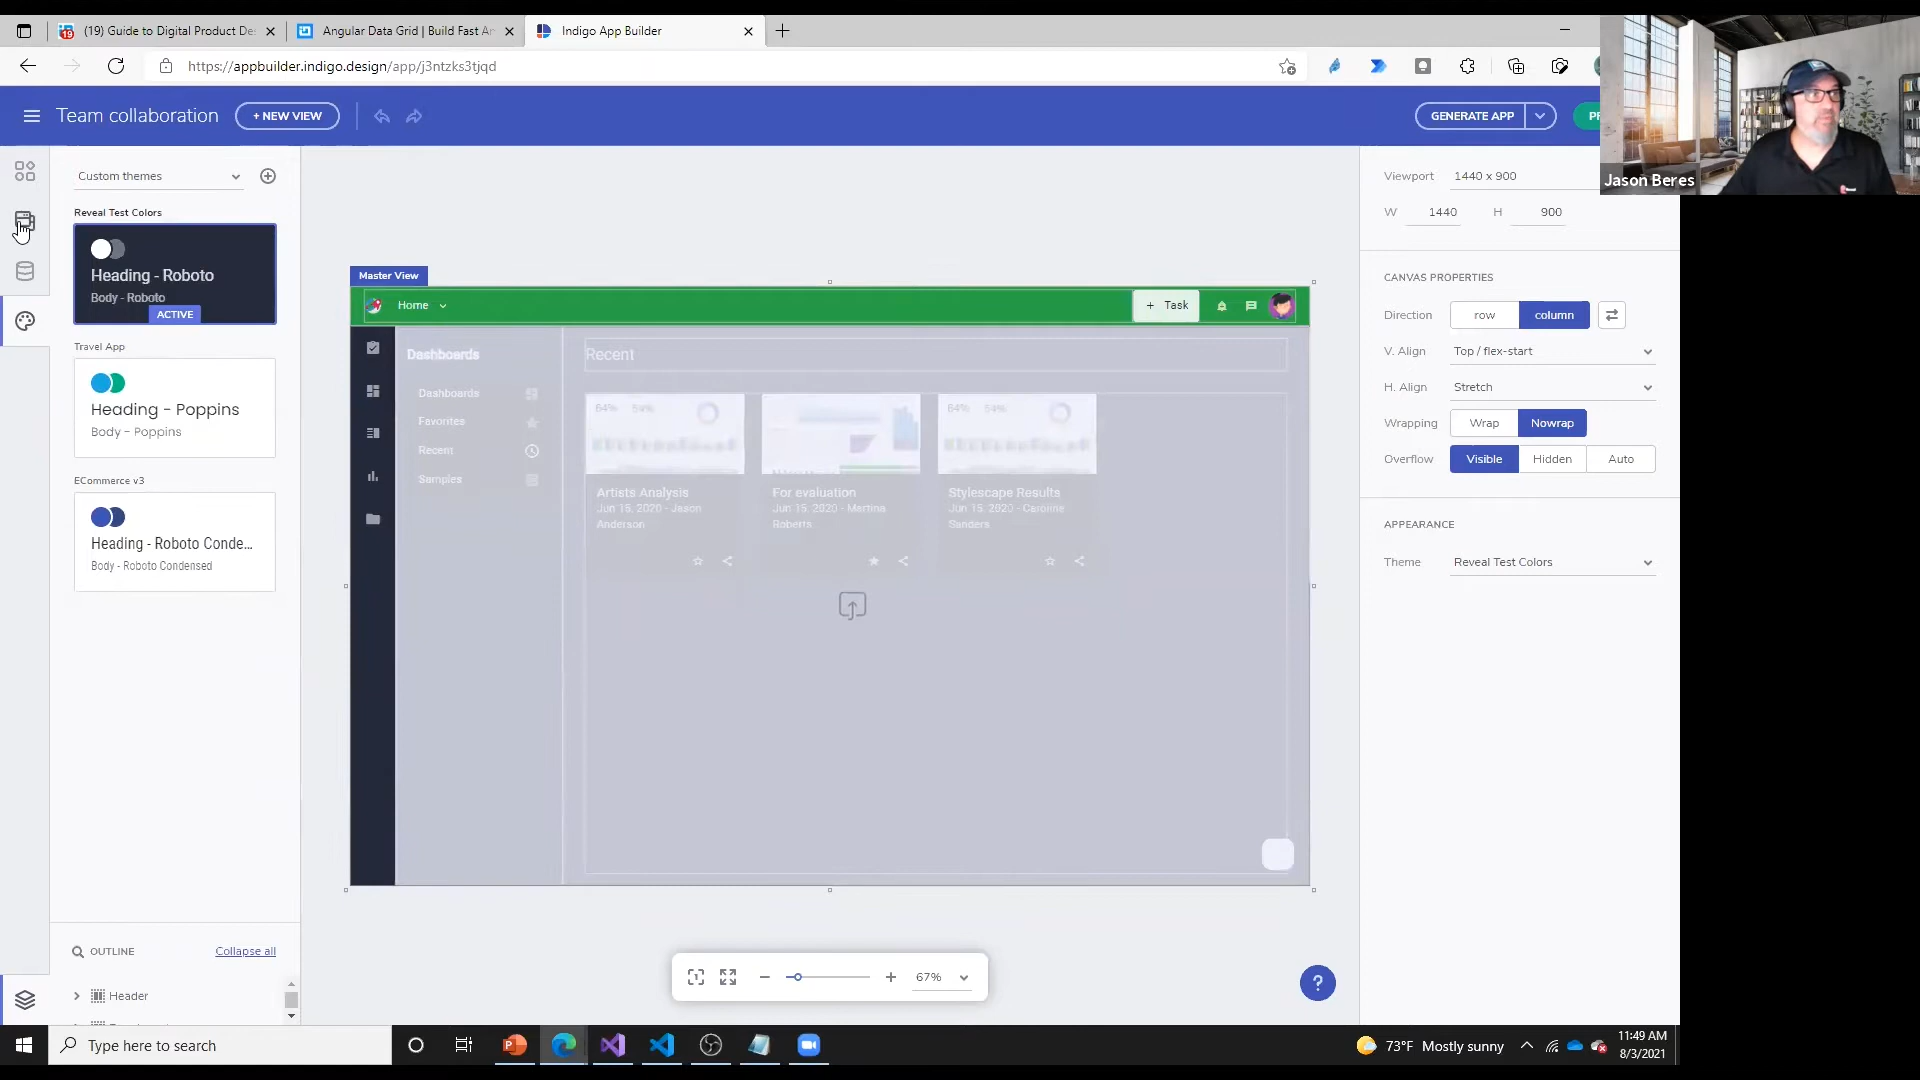 (19) Guide to Digital Product De
Angular Data Grid | Build Fast An
Indigo App Builder
https://appbuilder.indigo.design/app/j3ntzks3tjqd
Team collaboration
+ NEW VIEW
GENERATE APP
Jason Beres
Custom themes
Reveal Test Colors
Heading - Roboto
Body - Roboto
ACTIVE
Travel App
Heading - Poppins
Body - Poppins
ECommerce v3
Heading - Roboto Conde...
Body - Roboto Condensed
OUTLINE
Collapse all
Header
Master View
Home
+ Task
Dashboards
Dashboards
Favorites
Recent
Samples
Recent
64% 54%
64% 54%
Artists Analysis
Jun 15, 2020 - Jason
Anderson
For evaluation
Jun 15, 2020 - Martina
Roberts
Stylescape Results
Jun 15, 2020 - Caroline
Sanders
67%
?
Viewport 1440 x 900
W 1440 H 900
CANVAS PROPERTIES
Direction row column
V. Align Top / flex-start
H. Align Stretch
Wrapping Wrap Nowrap
Overflow Visible Hidden Auto
APPEARANCE
Theme Reveal Test Colors
Type here to search
73°F Mostly sunny
11:49 AM
8/3/2021